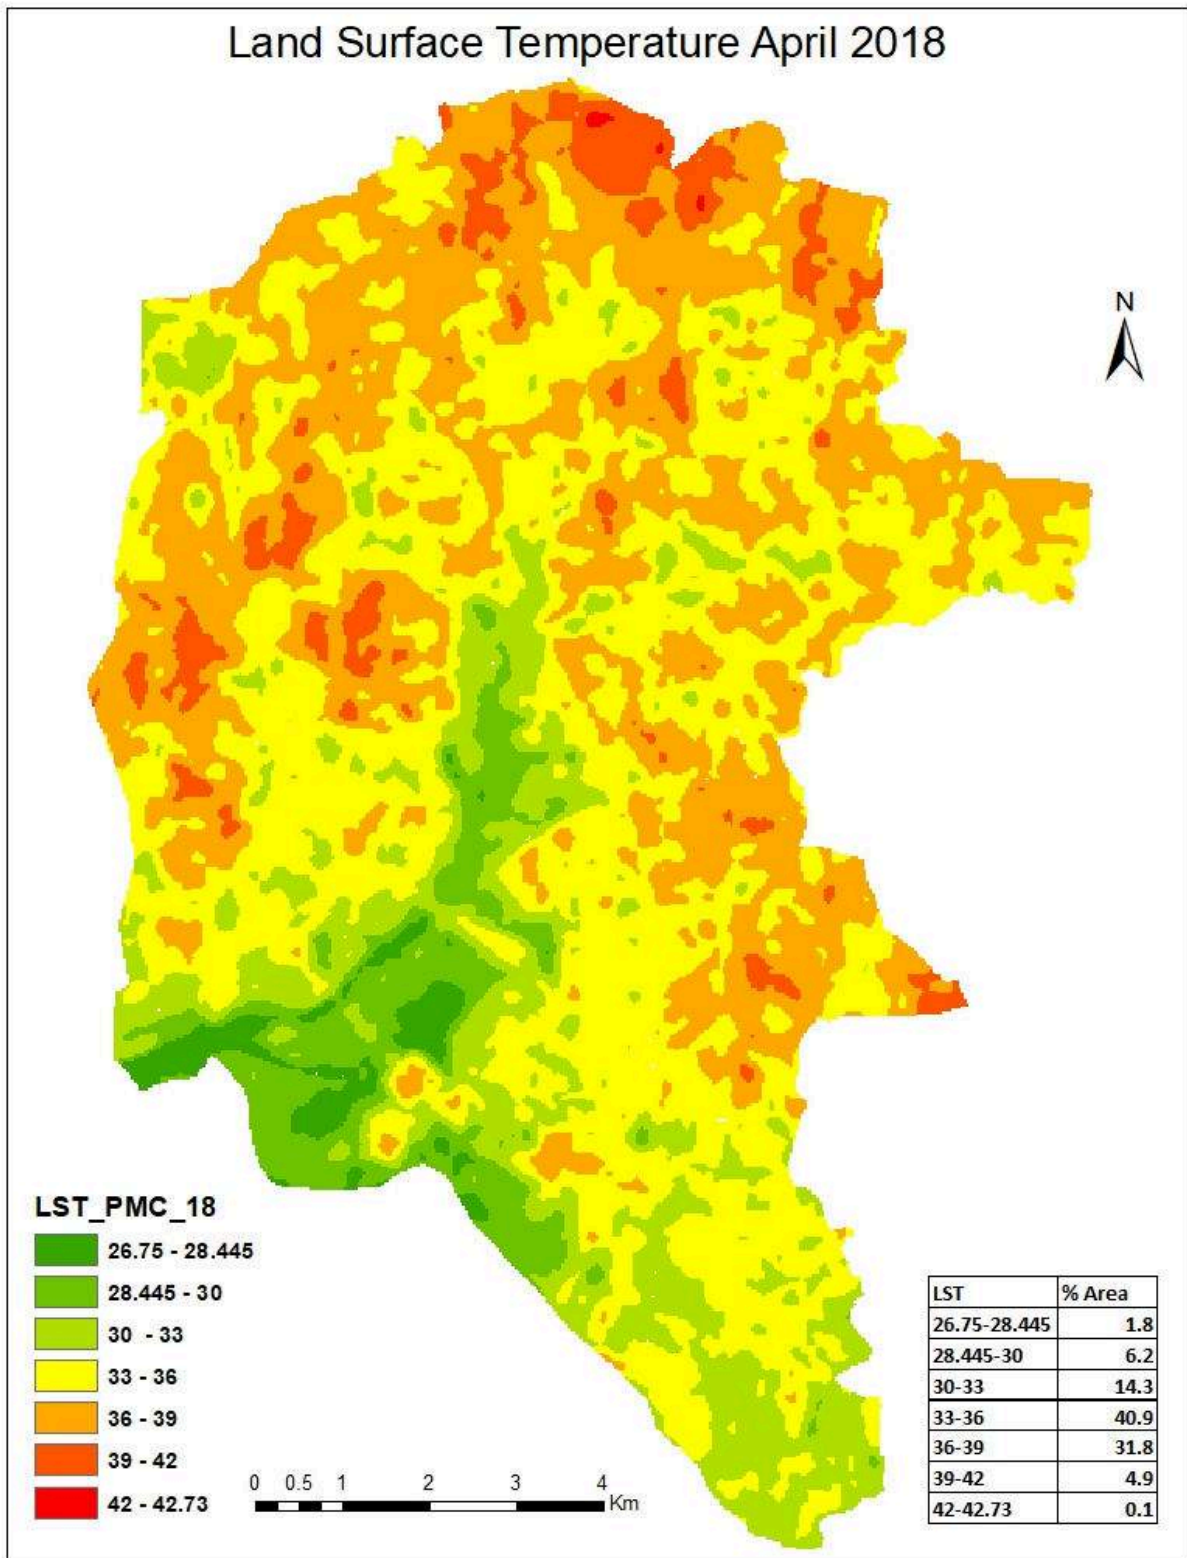 Land Surface Temperature April 2018
N
LST_PMC_18
26.75 - 28.445
28.445 - 30
30 - 33
33 - 36
36 - 39
39 - 42
42 - 42.73
0 0.5 1 2 3 4
Km
LST % Area
26.75-28.445 1.8
28.445-30 6.2
30-33 14.3
33-36 40.9
36-39 31.8
39-42 4.9
42-42.73 0.1